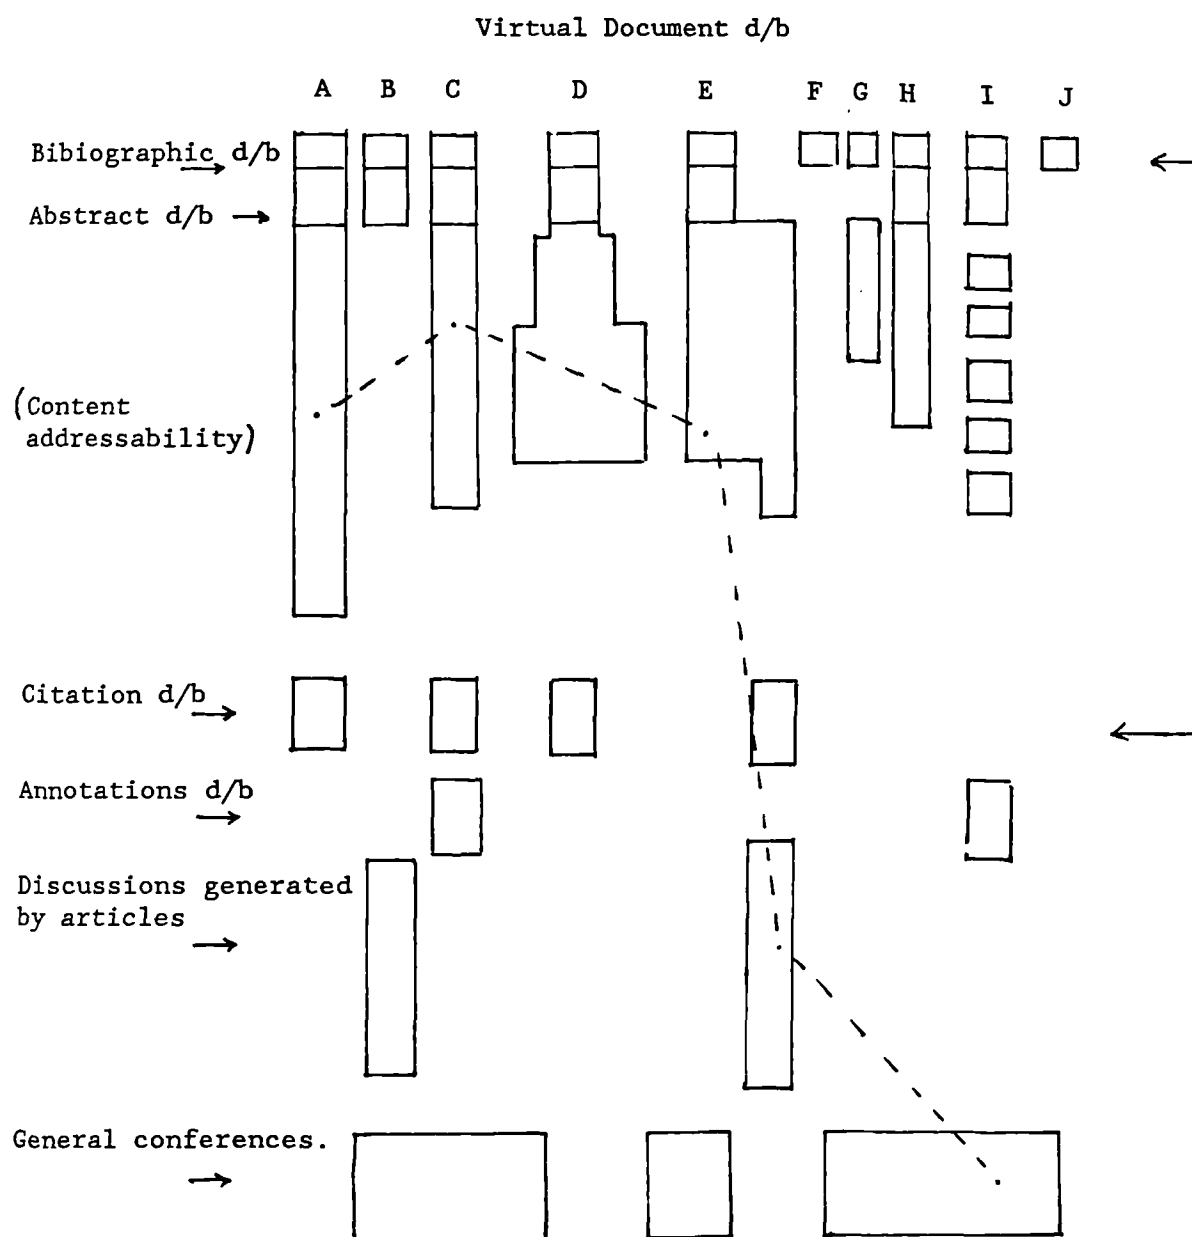 Virtual Document d/b
A B C D E F G H I J
Bibiographic d/b
Abstract d/b
(Content
addressability)
Citation d/b
Annotations d/b
Discussions generated
by articles
General conferences.